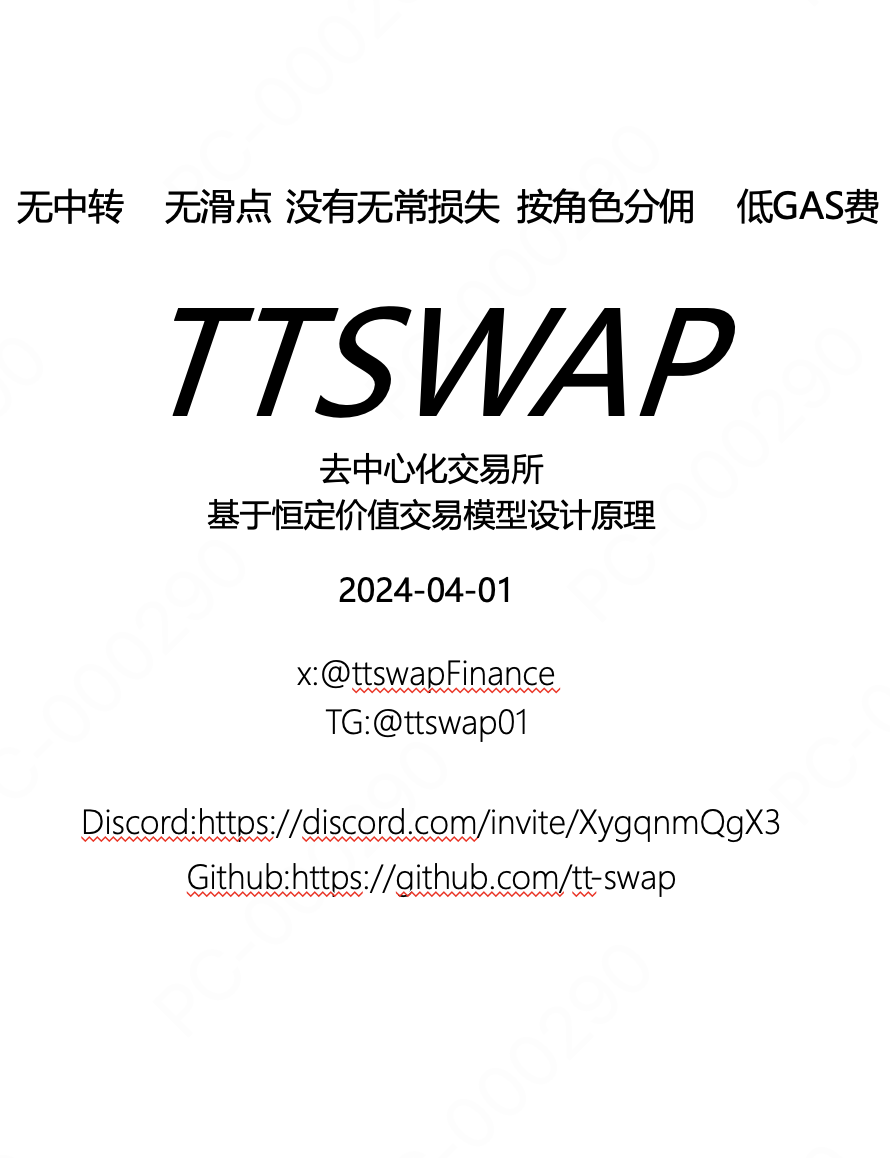 无中转 无滑点 没有无常损失 按角色分佣 低GAS费
TTSWAP
去中心化交易所
基于恒定价值交易模型设计原理
2024-04-01
x:@ttswapFinance
TG:@ttswap01
Discord:https://discord.com/invite/XygqnmQgX3
Github:https://github.com/tt-swap
PC-000290